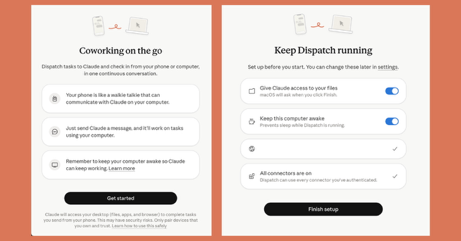 Coworking on the go
Dispatch tasks to Claude and check in from your phone or computer,
in one continuous conversation.
Your phone is like a walkie talkie that can
communicate with Claude on your computer.
Just send Claude a message, and it'll work on tasks
using your computer.
Remember to keep your computer awake so Claude
can keep working. Learn more
Get started
Claude will access your desktop (files, apps, and browser) to complete tasks
you send from your phone. This may have security risks. Only pair devices that
you own and trust. Learn how to use this safely
Keep Dispatch running
Set up before you start. You can change these later in settings.
Give Claude access to your files
macOS will ask when you click Finish.
Keep this computer awake
Prevents sleep while Dispatch is running.
All connectors are on
Dispatch can use every connector you've authenticated.
Finish setup